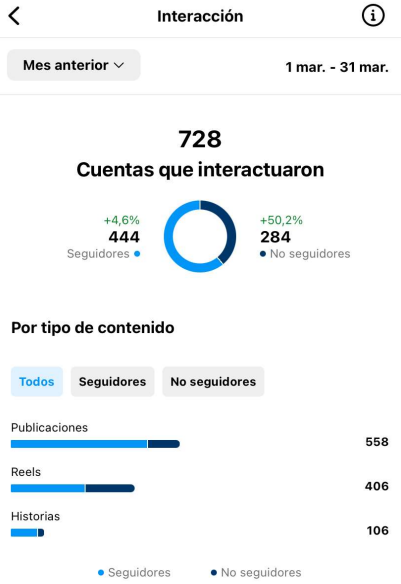 Interacción
Mes anterior
1 mar. - 31 mar.
728
Cuentas que interactuaron
+4,6%
444
Seguidores
+50,2%
284
No seguidores
Por tipo de contenido
Todos Seguidores No seguidores
Publicaciones
558
Reels
406
Historias
106
Seguidores No seguidores